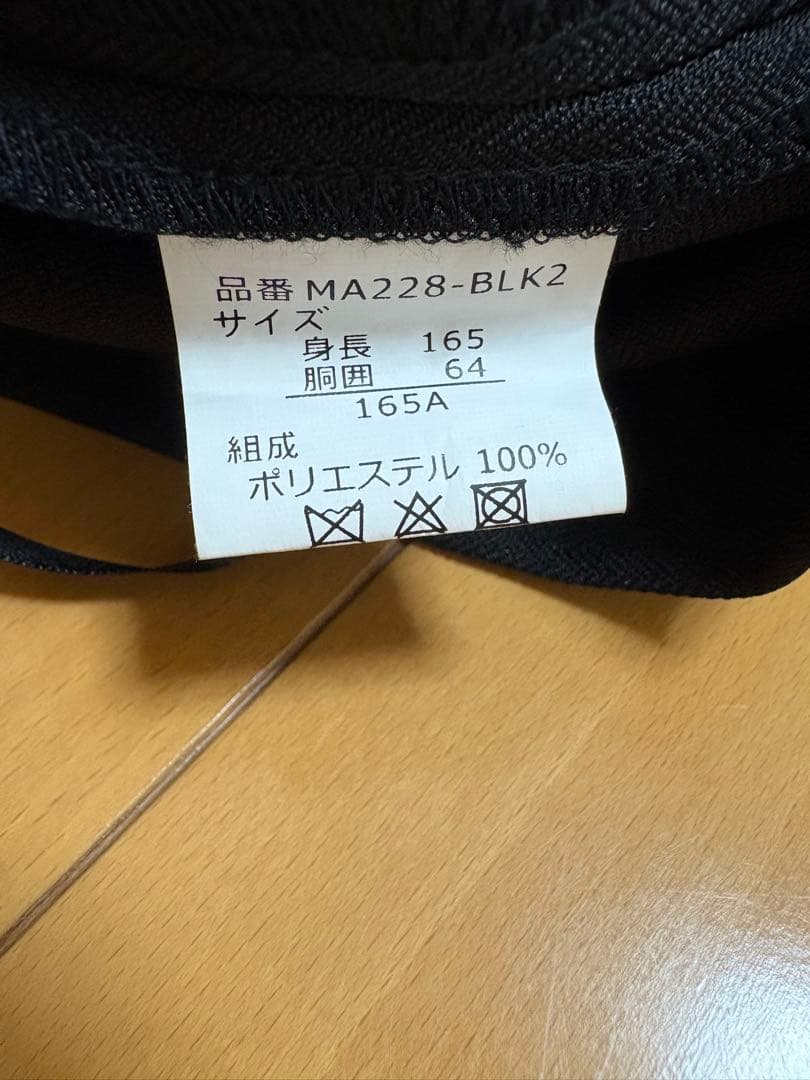 品番 MA228-BLK2
サイズ
身長 165
胴囲 64
165A
組成
ポリエステル 100%